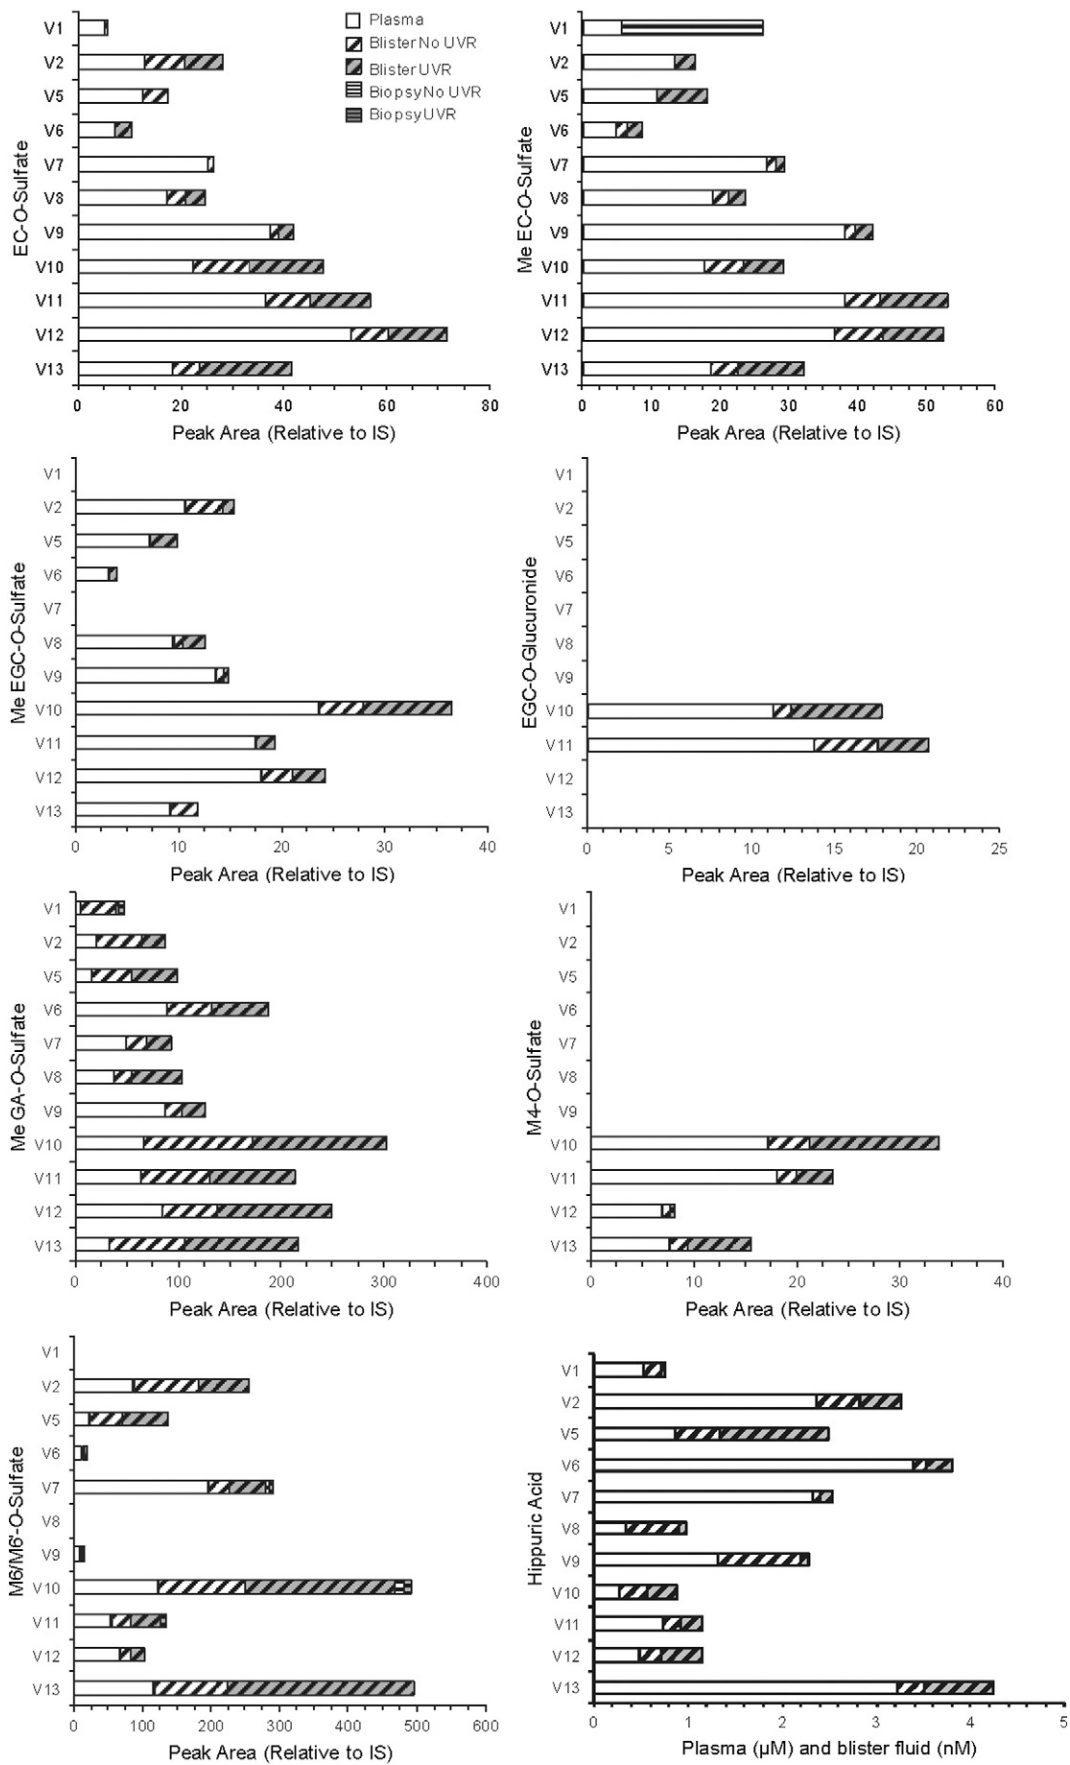 Plasma
Blister No UVR
Blister UVR
Biopsy No UVR
Biopsy UVR
EC-O-Sulfate
V1
V2
V5
V6
V7
V8
V9
V10
V11
V12
V13
0 20 40 60 80
Peak Area (Relative to IS)
Me EC-O-Sulfate
V1
V2
V5
V6
V7
V8
V9
V10
V11
V12
V13
0 10 20 30 40 50 60
Peak Area (Relative to IS)
Me EGC-O-Sulfate
V1
V2
V5
V6
V7
V8
V9
V10
V11
V12
V13
0 10 20 30 40
Peak Area (Relative to IS)
EGC-O-Glucuronide
V1
V2
V5
V6
V7
V8
V9
V10
V11
V12
V13
0 5 10 15 20 25
Peak Area (Relative to IS)
Me GA-O-Sulfate
V1
V2
V5
V6
V7
V8
V9
V10
V11
V12
V13
0 100 200 300 400
Peak Area (Relative to IS)
M4-O-Sulfate
V1
V2
V5
V6
V7
V8
V9
V10
V11
V12
V13
0 10 20 30 40
Peak Area (Relative to IS)
M6/M6'-O-Sulfate
V1
V2
V5
V6
V7
V8
V9
V10
V11
V12
V13
0 100 200 300 400 500 600
Peak Area (Relative to IS)
Hippuric Acid
V1
V2
V5
V6
V7
V8
V9
V10
V11
V12
V13
0 1 2 3 4 5
Plasma (µM) and blister fluid (nM)